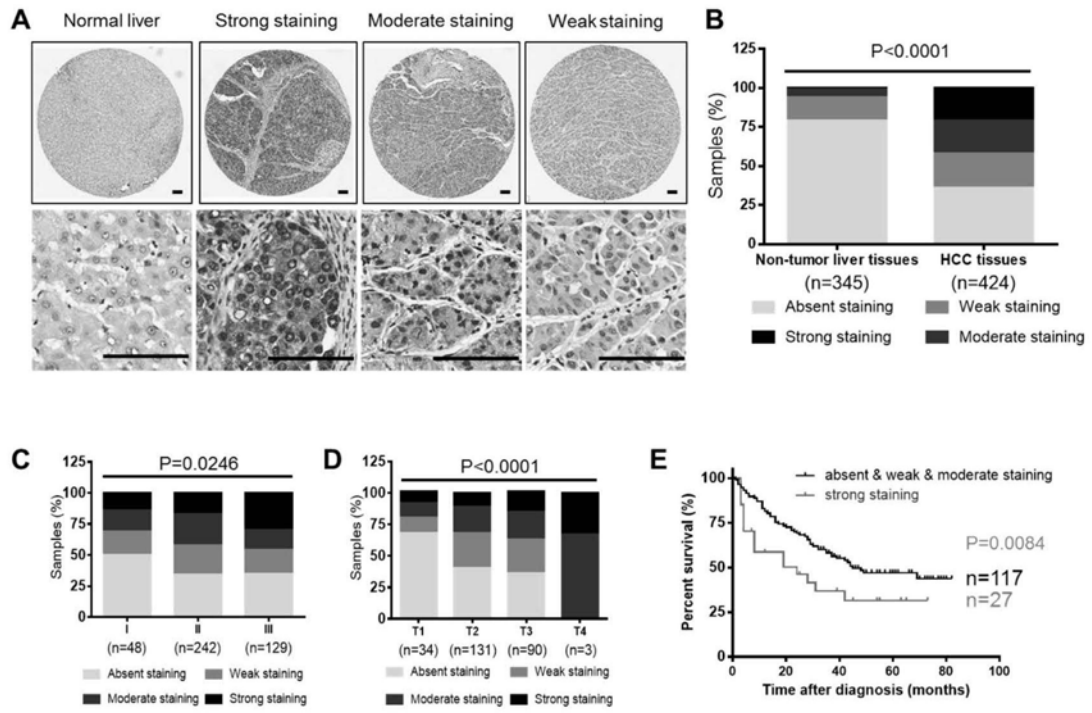 A
Normal liver
Strong staining
Moderate staining
Weak staining
B
P<0.0001
Samples (%)
125
100
75
50
25
0
Non-tumor liver tissues
HCC tissues
(n=345)
(n=424)
Absent staining
Weak staining
Strong staining
Moderate staining
C
P=0.0246
Samples (%)
125
100
75
50
25
0
I
II
III
(n=48)
(n=242)
(n=129)
Absent staining
Weak staining
Moderate staining
Strong staining
D
P<0.0001
Samples (%)
125
100
75
50
25
0
T1
T2
T3
T4
(n=34)
(n=131)
(n=90)
(n=3)
Absent staining
Weak staining
Moderate staining
Strong staining
E
absent & weak & moderate staining
strong staining
Percent survival (%)
100
75
50
25
0
P=0.0084
n=117
n=27
0
20
40
60
80
100
Time after diagnosis (months)